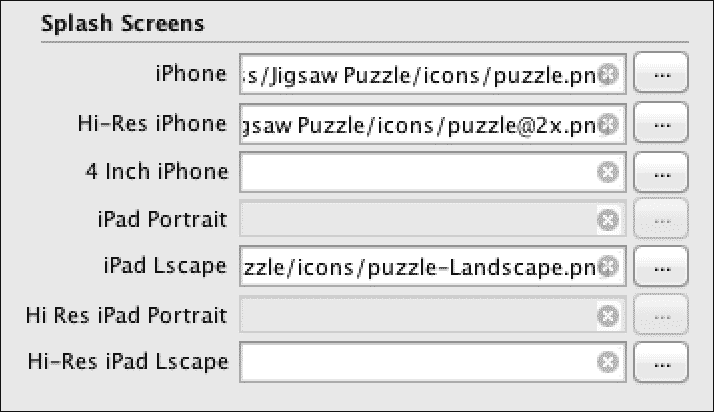 Splash Screens
iPhone ss/Jigsaw Puzzle/icons/puzzle.pn ...
Hi-Res iPhone gsaw Puzzle/icons/puzzle@2x.pn ...
4 Inch iPhone ...
iPad Portrait ...
iPad Lscape zzle/icons/puzzle-Landscape.pn ...
Hi Res iPad Portrait ...
Hi-Res iPad Lscape ...